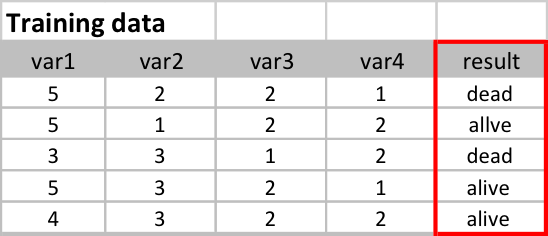 Training data
var1 var2 var3 var4 result
5 2 2 1 dead
5 1 2 2 allve
3 3 1 2 dead
5 3 2 1 alive
4 3 2 2 alive